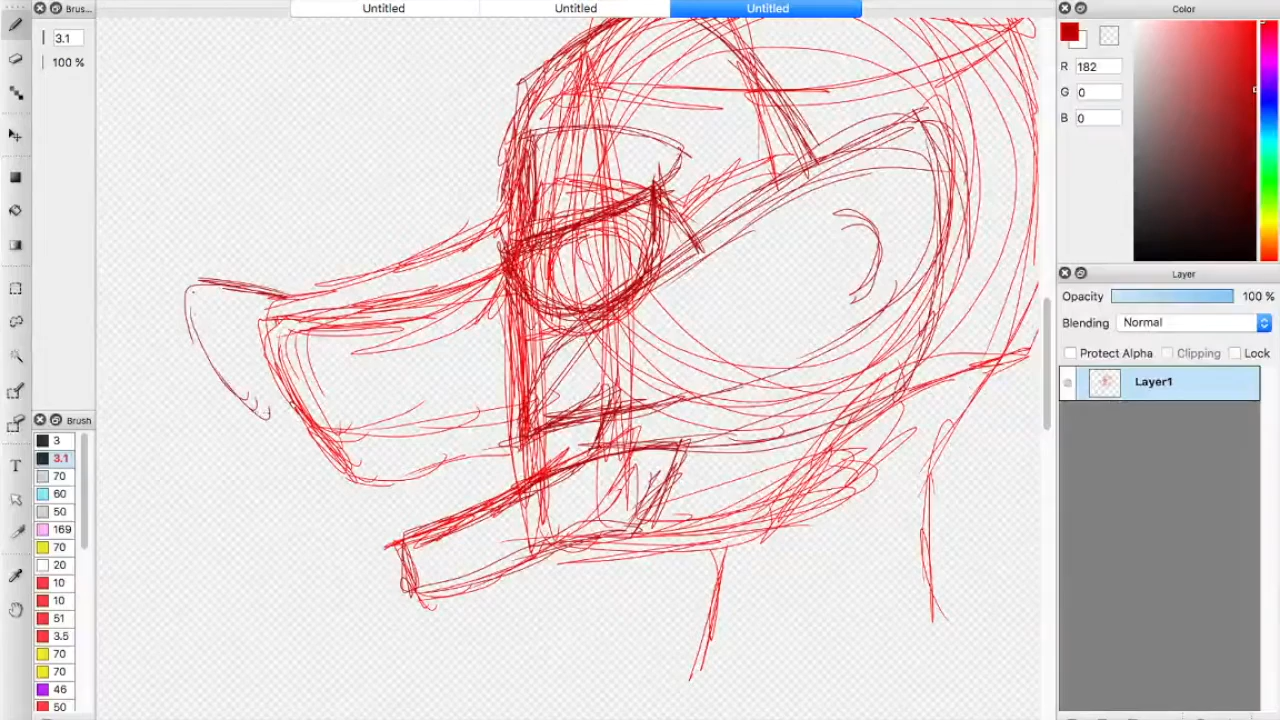 Brus...
Untitled
Untitled
Untitled
Color
3.1
100 %
R 182
G 0
B 0
Layer
Opacity 100 %
Blending Normal
Protect Alpha Clipping Lock
Layer1
Brush
3
3.1
70
60
50
169
70
20
10
10
51
3.5
70
70
46
50
T